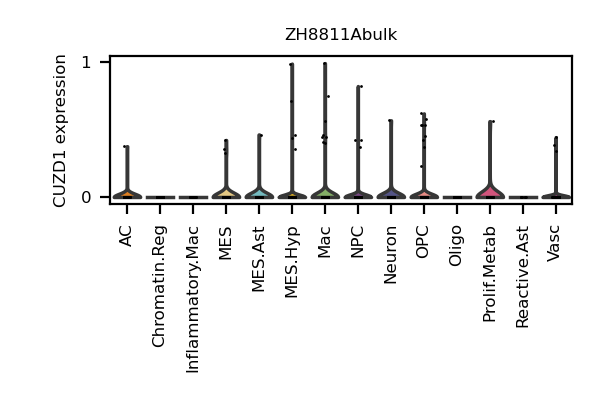 ZH8811Abulk
CUZD1 expression
1
0
AC
Chromatin.Reg
Inflammatory.Mac
MES
MES.Ast
MES.Hyp
Mac
NPC
Neuron
OPC
Oligo
Prolif.Metab
Reactive.Ast
Vasc